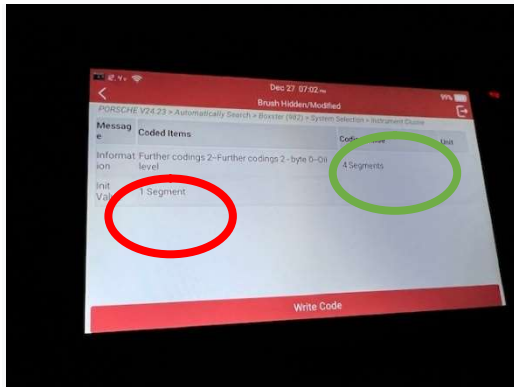 Dec 27 07:02
99%
Brush Hidden/Modified
PORSCHE V24.23 > Automatically Search > Boxster (982) > System Selection > Instrument Cluster
Messag
e
Coded Items
Unit
Informat
ion
Further codings 2–Further codings 2 - byte 0–Oil
level
4 Segments
Init
Valu
1 Segment
Write Code